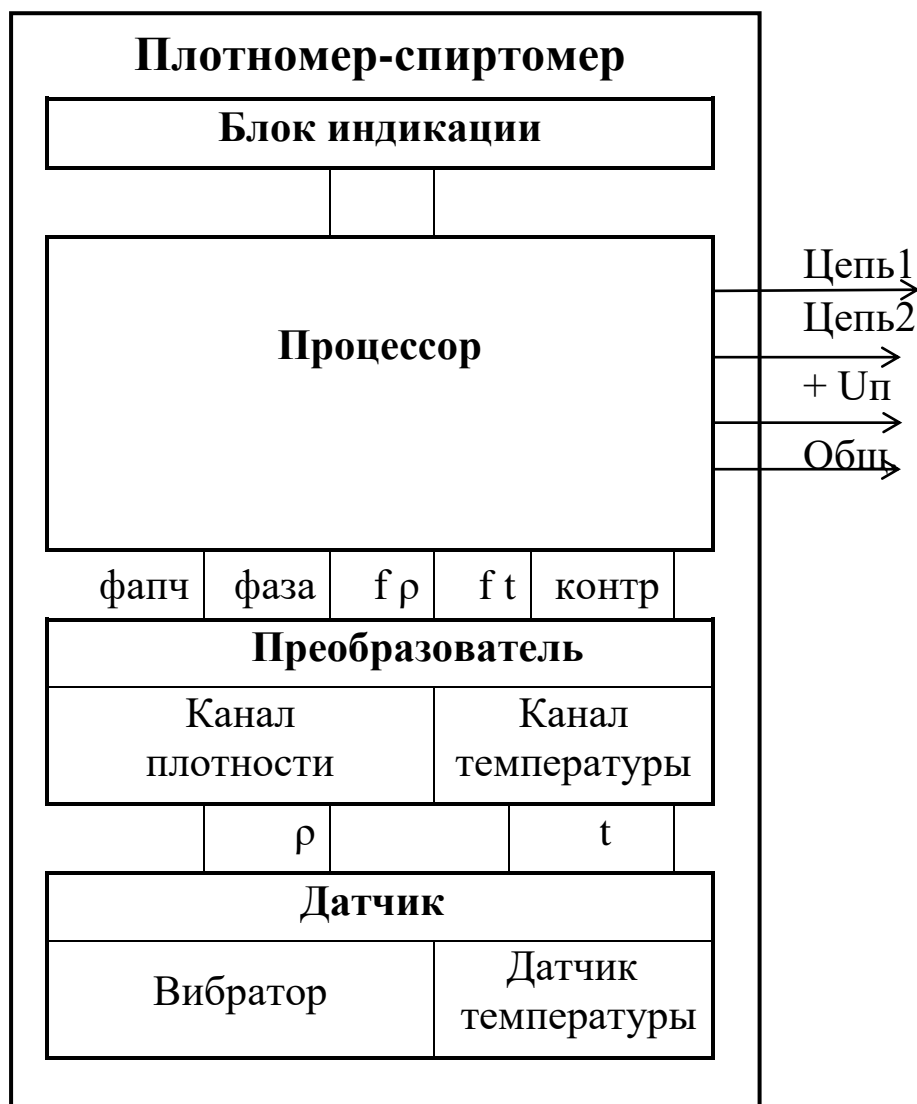 Плотномер-спиртомер
Блок индикации
Цепь1
Цепь2
Процессор
+ Uп
Общ.
фапч фаза f ρ f t контр
Преобразователь
Канал плотности
Канал температуры
ρ t
Датчик
Вибратор
Датчик температуры